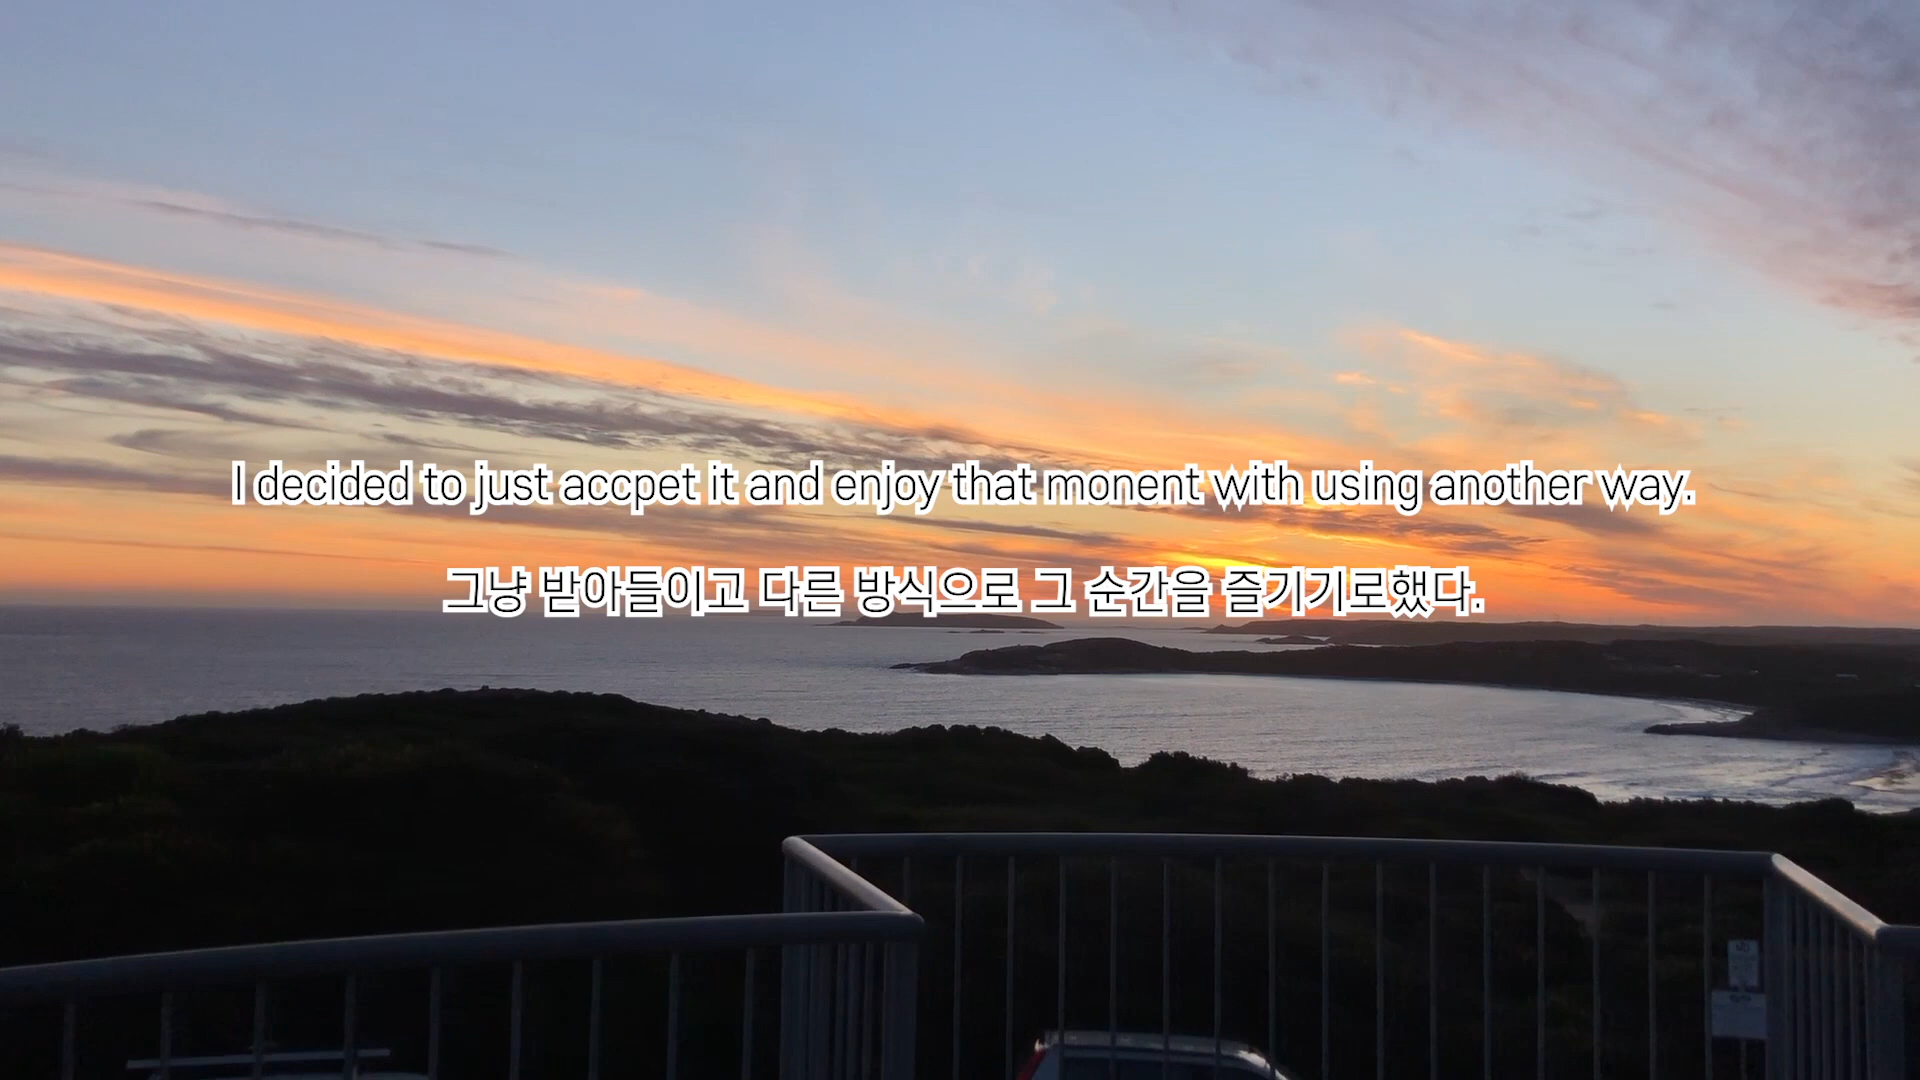 I decided to just accpet it and enjoy that monent with using another way.
그냥 받아들이고 다른 방식으로 그 순간을 즐기기로했다.